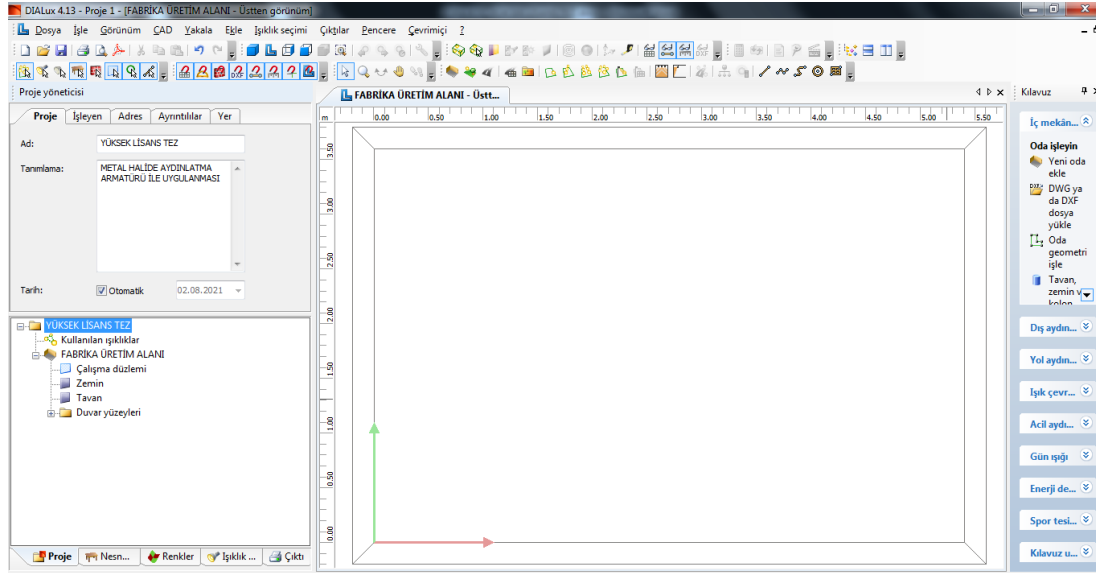 DIALux 4.13 - Proje 1 - [FABRİKA ÜRETİM ALANI - Üstten görünüm]
Dosya İşle Görünüm CAD Yakala Ekle Işıklık seçimi Çıktılar Pencere Çevrimiçi ?
Proje yöneticisi
Proje İşleyen Adres Ayrıntılılar Yer
Ad: YÜKSEK LİSANS TEZ
Tanımlama: METAL HALİDE AYDINLATMA
ARMATÜRÜ İLE UYGULANMASI
Tarih: Otomatik 02.08.2021
YÜKSEK LİSANS TEZ
Kullanılan ışıklıklar
FABRİKA ÜRETİM ALANI
Çalışma düzlemi
Zemin
Tavan
Duvar yüzeyleri
Proje Nesn... Renkler Işıklık ... Çıktı
FABRİKA ÜRETİM ALANI - Üstt...
m 0.00 0.50 1.00 1.50 2.00 2.50 3.00 3.50 4.00 4.50 5.00 5.50
3.50
3.00
2.50
2.00
1.50
1.00
0.50
0.00
Kılavuz
İç mekân...
Oda işleyin
Yeni oda
ekle
DWG ya
da DXF
dosya
yükle
Oda
geometri
işle
Tavan,
zemin v
kolon
Dış aydın...
Yol aydın...
Işık çevr...
Acil aydı...
Gün ışığı
Enerji de...
Spor tesi...
Kılavuz u...